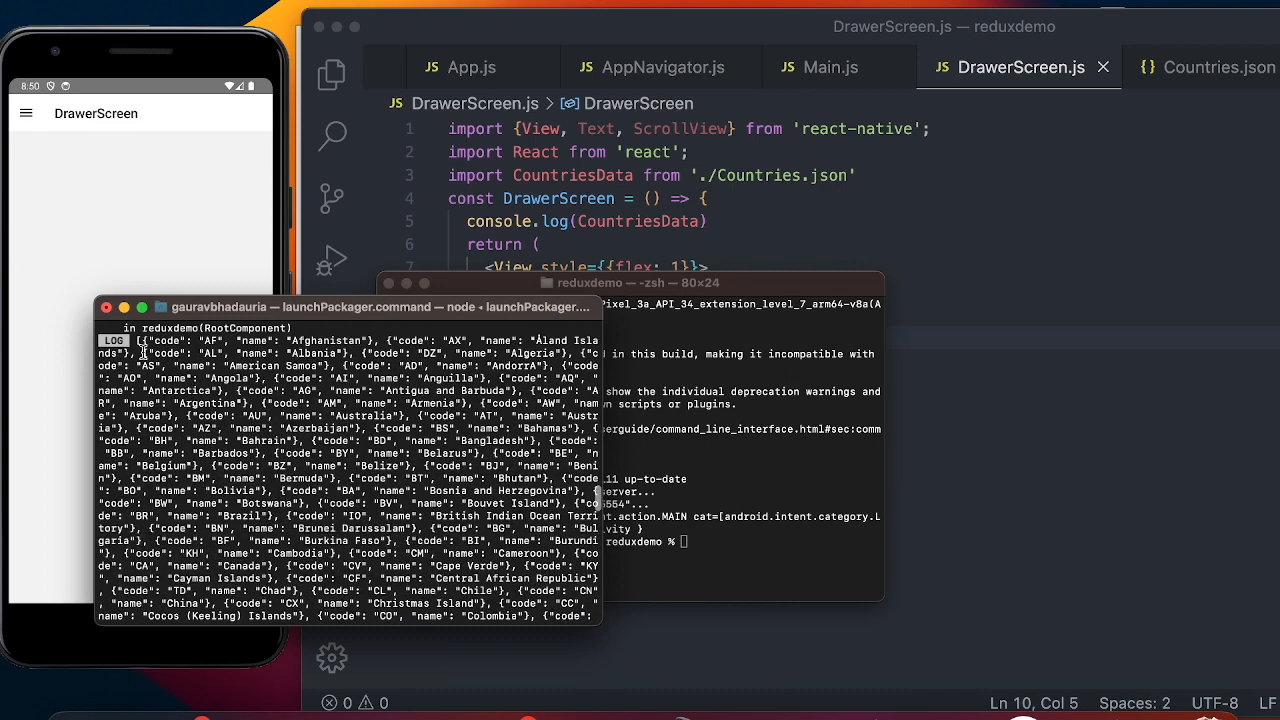 8:50
DrawerScreen
DrawerScreen.js — reduxdemo
JS App.js
JS AppNavigator.js
JS Main.js
JS DrawerScreen.js
{} Countries.json
JS DrawerScreen.js > DrawerScreen
1 import {View, Text, ScrollView} from 'react-native';
2 import React from 'react';
3 import CountriesData from './Countries.json'
4 const DrawerScreen = () => {
5 console.log(CountriesData)
6 return (
7 <View style={{flex: 1}}>
reduxdemo — -zsh — 80×24
Pixel_3a_API_34_extension_level_7_arm64-v8a(A
d in this build, making it incompatible with
show the individual deprecation warnings and
wn scripts or plugins.
serguide/command_line_interface.html#sec:comm
11 up-to-date
server...
5554"...
nt.action.MAIN cat=[android.intent.category.L
ivity }
reduxdemo %
gauravbhadauria — launchPackager.command — node ◂ launchPackager....
in reduxdemo(RootComponent)
LOG [{"code": "AF", "name": "Afghanistan"}, {"code": "AX", "name": "Åland Isla
nds"}, {"code": "AL", "name": "Albania"}, {"code": "DZ", "name": "Algeria"}, {"c
ode": "AS", "name": "American Samoa"}, {"code": "AD", "name": "AndorrA"}, {"code
": "AO", "name": "Angola"}, {"code": "AI", "name": "Anguilla"}, {"code": "AQ", "
name": "Antarctica"}, {"code": "AG", "name": "Antigua and Barbuda"}, {"code": "A
R", "name": "Argentina"}, {"code": "AM", "name": "Armenia"}, {"code": "AW", "nam
e": "Aruba"}, {"code": "AU", "name": "Australia"}, {"code": "AT", "name": "Austr
ia"}, {"code": "AZ", "name": "Azerbaijan"}, {"code": "BS", "name": "Bahamas"}, {
"code": "BH", "name": "Bahrain"}, {"code": "BD", "name": "Bangladesh"}, {"code":
"BB", "name": "Barbados"}, {"code": "BY", "name": "Belarus"}, {"code": "BE", "n
ame": "Belgium"}, {"code": "BZ", "name": "Belize"}, {"code": "BJ", "name": "Beni
n"}, {"code": "BM", "name": "Bermuda"}, {"code": "BT", "name": "Bhutan"}, {"code
": "BO", "name": "Bolivia"}, {"code": "BA", "name": "Bosnia and Herzegovina"}, {
"code": "BW", "name": "Botswana"}, {"code": "BV", "name": "Bouvet Island"}, {"co
de": "BR", "name": "Brazil"}, {"code": "IO", "name": "British Indian Ocean Terri
tory"}, {"code": "BN", "name": "Brunei Darussalam"}, {"code": "BG", "name": "Bul
garia"}, {"code": "BF", "name": "Burkina Faso"}, {"code": "BI", "name": "Burundi
"}, {"code": "KH", "name": "Cambodia"}, {"code": "CM", "name": "Cameroon"}, {"co
de": "CA", "name": "Canada"}, {"code": "CV", "name": "Cape Verde"}, {"code": "KY
", "name": "Cayman Islands"}, {"code": "CF", "name": "Central African Republic"}
, {"code": "TD", "name": "Chad"}, {"code": "CL", "name": "Chile"}, {"code": "CN"
, "name": "China"}, {"code": "CX", "name": "Christmas Island"}, {"code": "CC", "
name": "Cocos (Keeling) Islands"}, {"code": "CO", "name": "Colombia"}, {"code":
0 0
Ln 10, Col 5
Spaces: 2
UTF-8
LF